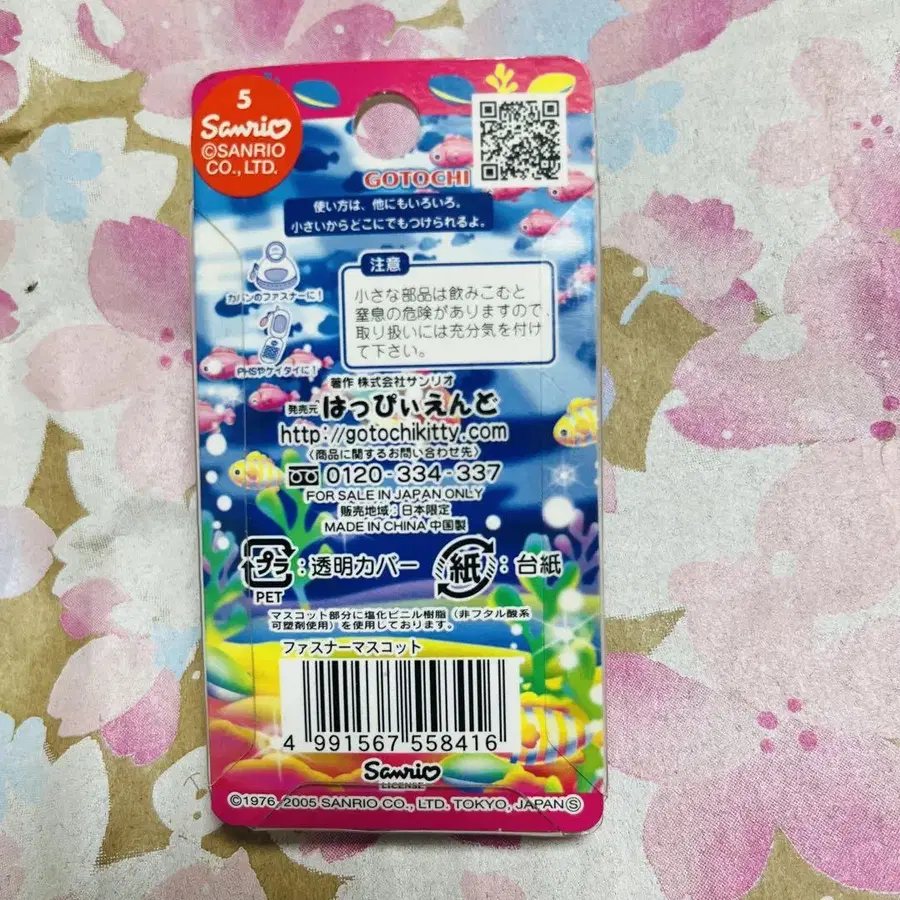 5
Sanrio
©SANRIO
CO., LTD.
GOTOCHI
使い方は、他にもいろいろ。
小さいからどこにでもつけられるよ。
カバンのファスナーに!
PHSやケイタイに!
注意
小さな部品は飲みこむと
窒息の危険がありますので
取り扱いには充分気を付け
て下さい。
著作 株式会社サンリオ
発売元 はっぴぃえんど
http://gotochikitty.com
〈商品に関するお問い合わせ先〉
0120-334-337
FOR SALE IN JAPAN ONLY
販売地域:日本限定
MADE IN CHINA 中国製
プラ :透明カバー 紙 :台紙
PET
マスコット部分に塩化ビニル樹脂(非フタル酸系
可塑剤使用)を使用しております。
ファスナーマスコット
4 991567 558416
Sanrio
LICENSE
©1976, 2005 SANRIO CO., LTD. TOKYO, JAPAN Ⓢ